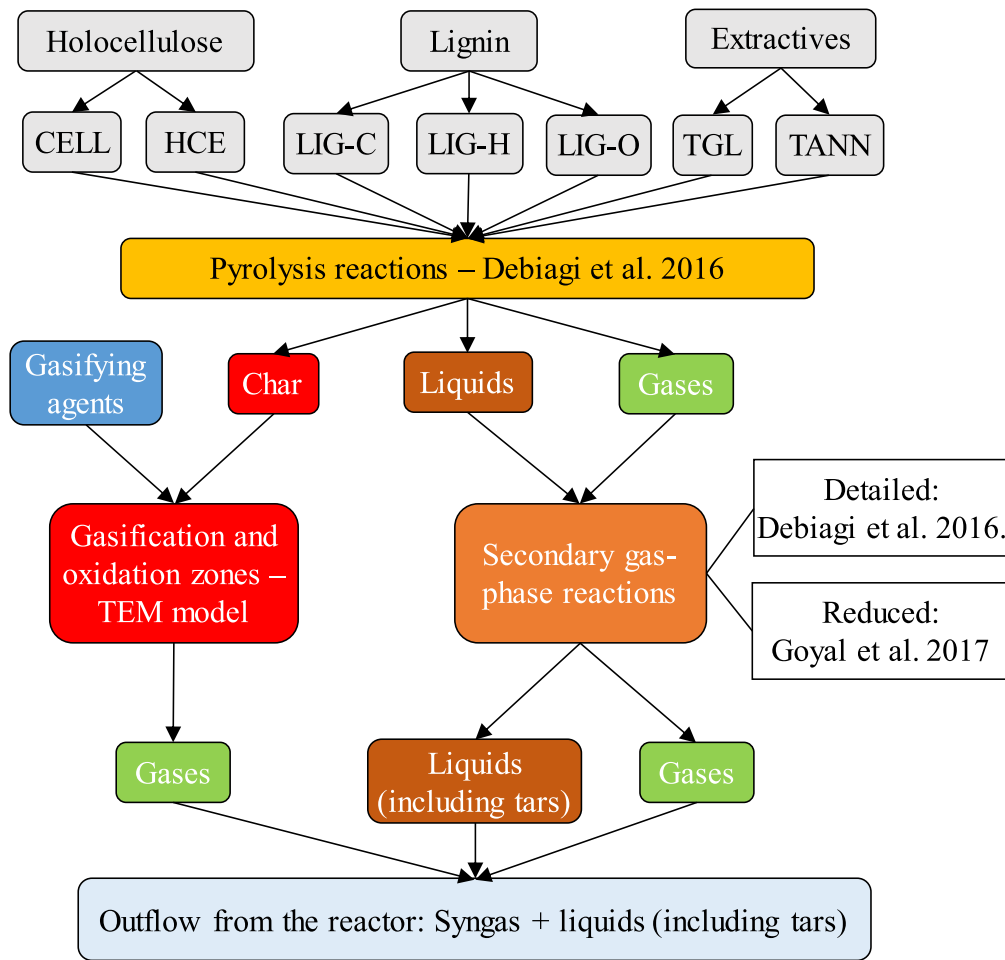 Holocellulose
Lignin
Extractives
CELL
HCE
LIG-C
LIG-H
LIG-O
TGL
TANN
Pyrolysis reactions – Debiagi et al. 2016
Gasifying
agents
Char
Liquids
Gases
Gasification and
oxidation zones –
TEM model
Secondary gas-
phase reactions
Detailed:
Debiagi et al. 2016.
Reduced:
Goyal et al. 2017
Gases
Liquids
(including tars)
Gases
Outflow from the reactor: Syngas + liquids (including tars)